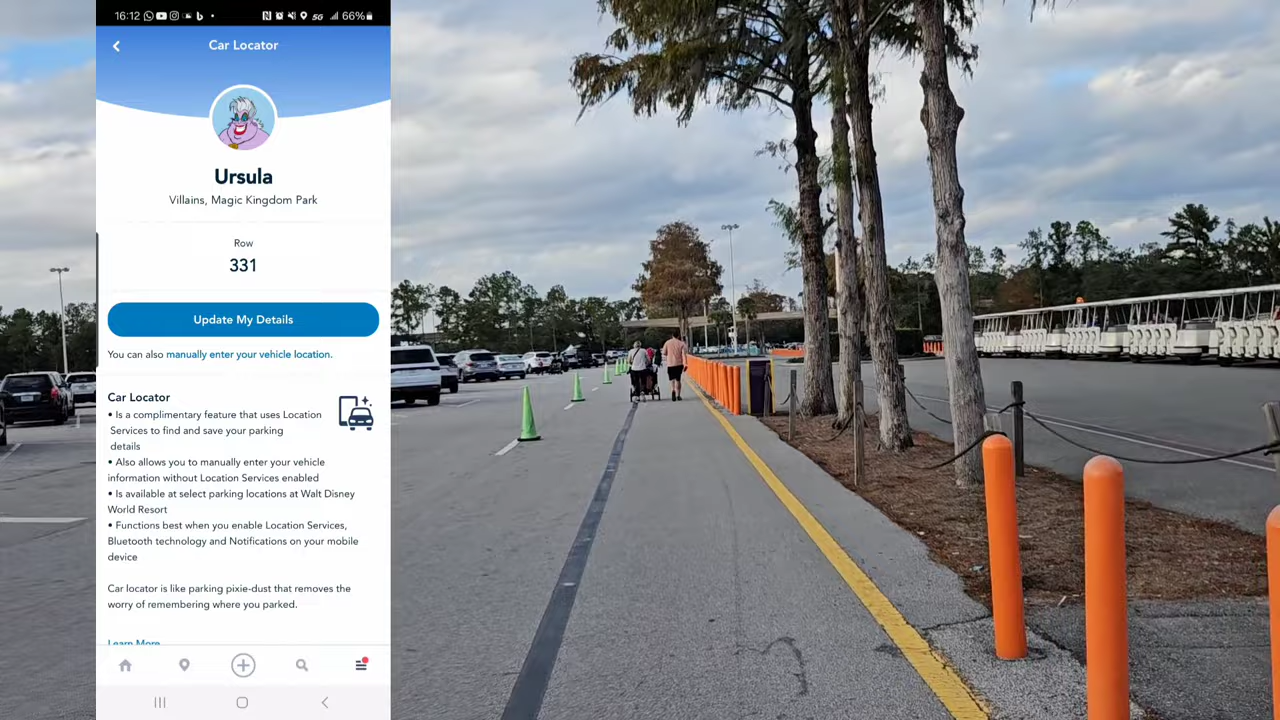 16:12
5G
66%
Car Locator
Ursula
Villains, Magic Kingdom Park
Row
331
Update My Details
You can also manually enter your vehicle location.
Car Locator
• Is a complimentary feature that uses Location
Services to find and save your parking
details
• Also allows you to manually enter your vehicle
information without Location Services enabled
• Is available at select parking locations at Walt Disney
World Resort
• Functions best when you enable Location Services,
Bluetooth technology and Notifications on your mobile
device
Car locator is like parking pixie-dust that removes the
worry of remembering where you parked.
Learn More